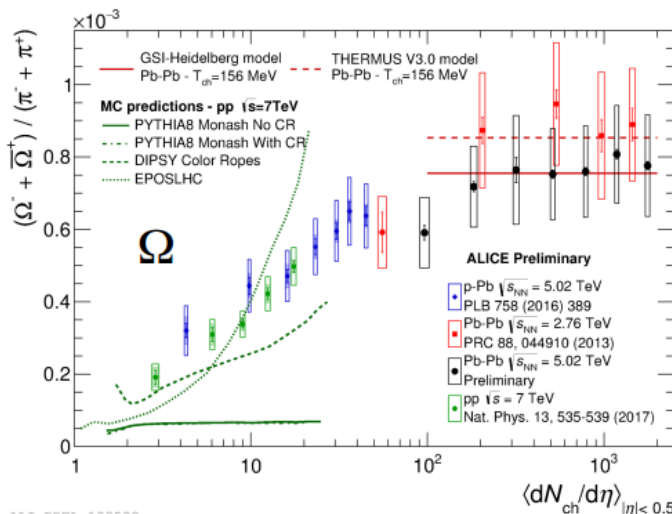 ×10⁻³
GSI-Heidelberg model
Pb-Pb - T_ch=156 MeV
THERMUS V3.0 model
Pb-Pb - T_ch=156 MeV
MC predictions - pp √s=7TeV
PYTHIA8 Monash No CR
PYTHIA8 Monash With CR
DIPSY Color Ropes
EPOSLHC
(Ω⁻ + Ω̅⁺) / (π⁻ + π⁺)
1
0.8
0.6
0.4
0.2
0
Ω
ALICE Preliminary
p-Pb √s_NN = 5.02 TeV
PLB 758 (2016) 389
Pb-Pb √s_NN = 2.76 TeV
PRC 88, 044910 (2013)
Pb-Pb √s_NN = 5.02 TeV
Preliminary
pp √s = 7 TeV
Nat. Phys. 13, 535-539 (2017)
1 10 10² 10³
⟨dN_ch/dη⟩_|η|< 0.5